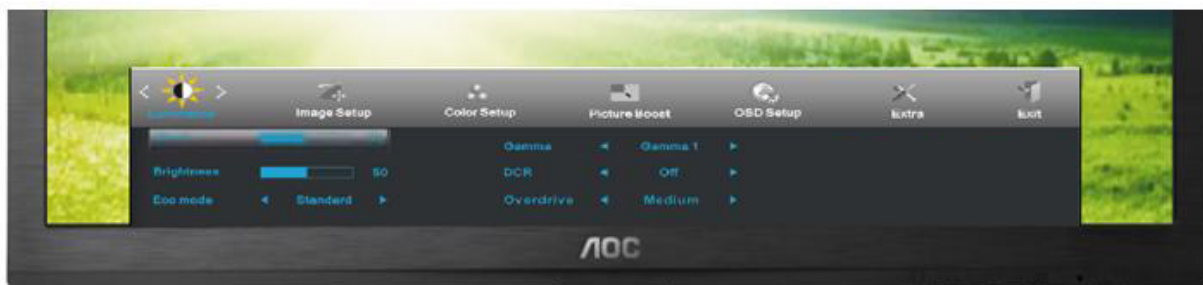 < >
Luminance Image Setup Color Setup Picture Boost OSD Setup Extra Exit
Gamma ◄ Gamma 1 ►
Brightness 50 DCR ◄ Off ►
Eco mode ◄ Standard ► Overdrive ◄ Medium ►
AOC